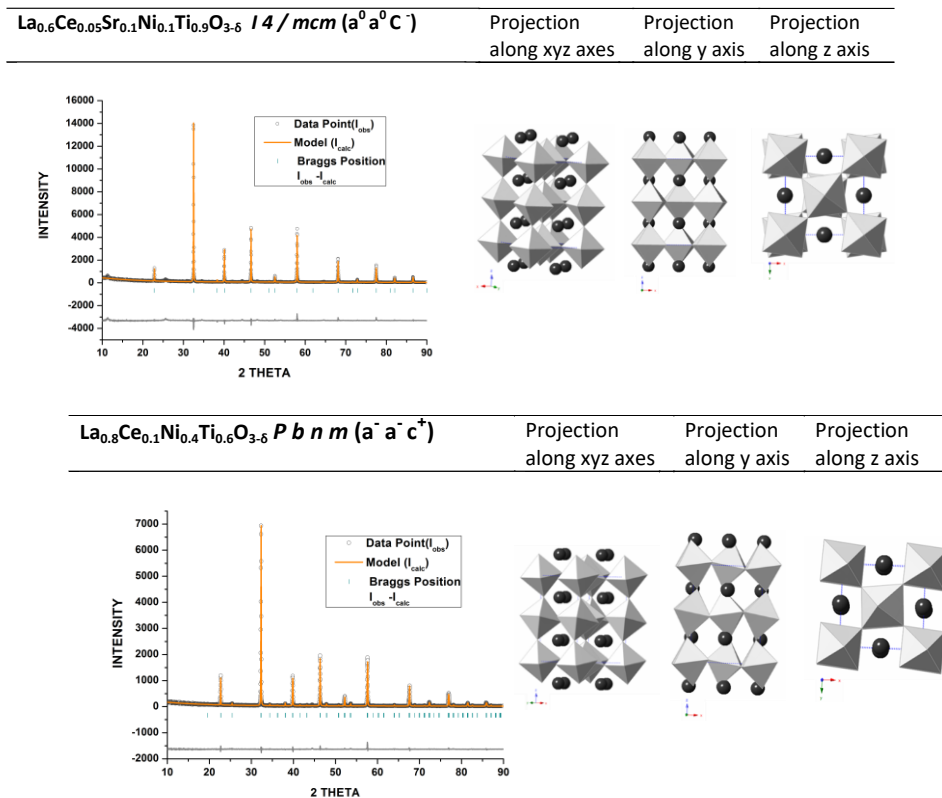 La0.6Ce0.05Sr0.1Ni0.1Ti0.9O3-δ I 4 / mcm (a0 a0 C-)
Projection along xyz axes
Projection along y axis
Projection along z axis
16000
14000
12000
10000
8000
6000
4000
2000
0
-2000
-4000
INTENSITY
Data Point(Iobs)
Model (Icalc)
Braggs Position
Iobs -Icalc
10 20 30 40 50 60 70 80 90
2 THETA
La0.8Ce0.1Ni0.4Ti0.6O3-δ P b n m (a- a- c+)
Projection along xyz axes
Projection along y axis
Projection along z axis
7000
6000
5000
4000
3000
2000
1000
0
-1000
-2000
INTENSITY
Data Point(Iobs)
Model (Icalc)
Braggs Position
Iobs -Icalc
10 20 30 40 50 60 70 80 90
2 THETA